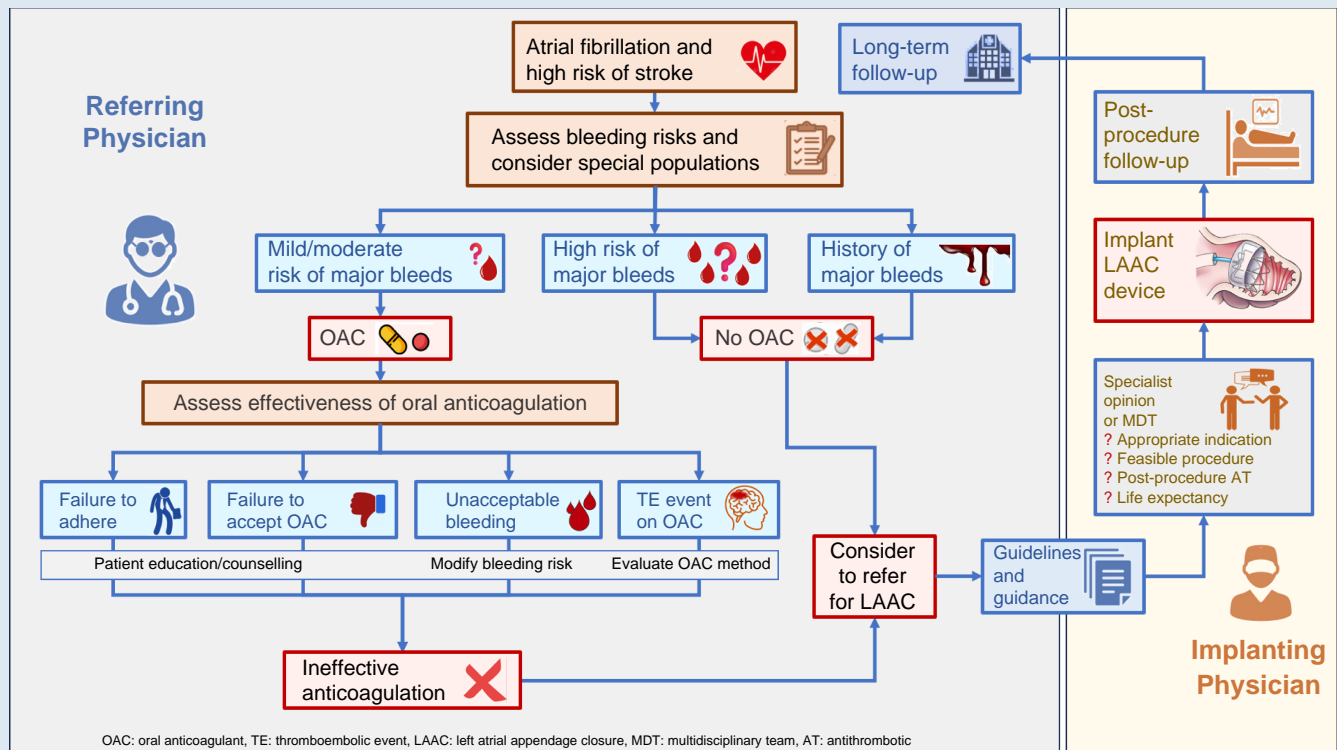 Atrial fibrillation and
high risk of stroke
Long-term
follow-up
Referring
Physician
Assess bleeding risks and
consider special populations
Post-
procedure
follow-up
Mild/moderate
risk of major bleeds
?
High risk of
major bleeds
?
History of
major bleeds
Implant
LAAC
device
OAC
No OAC
Assess effectiveness of oral anticoagulation
Specialist
opinion
or MDT
? Appropriate indication
? Feasible procedure
? Post-procedure AT
? Life expectancy
Failure to
adhere
Failure to
accept OAC
Unacceptable
bleeding
TE event
on OAC
Patient education/counselling
Modify bleeding risk
Evaluate OAC method
Consider
to refer
for LAAC
Guidelines
and
guidance
Ineffective
anticoagulation
Implanting
Physician
OAC: oral anticoagulant, TE: thromboembolic event, LAAC: left atrial appendage closure, MDT: multidisciplinary team, AT: antithrombotic